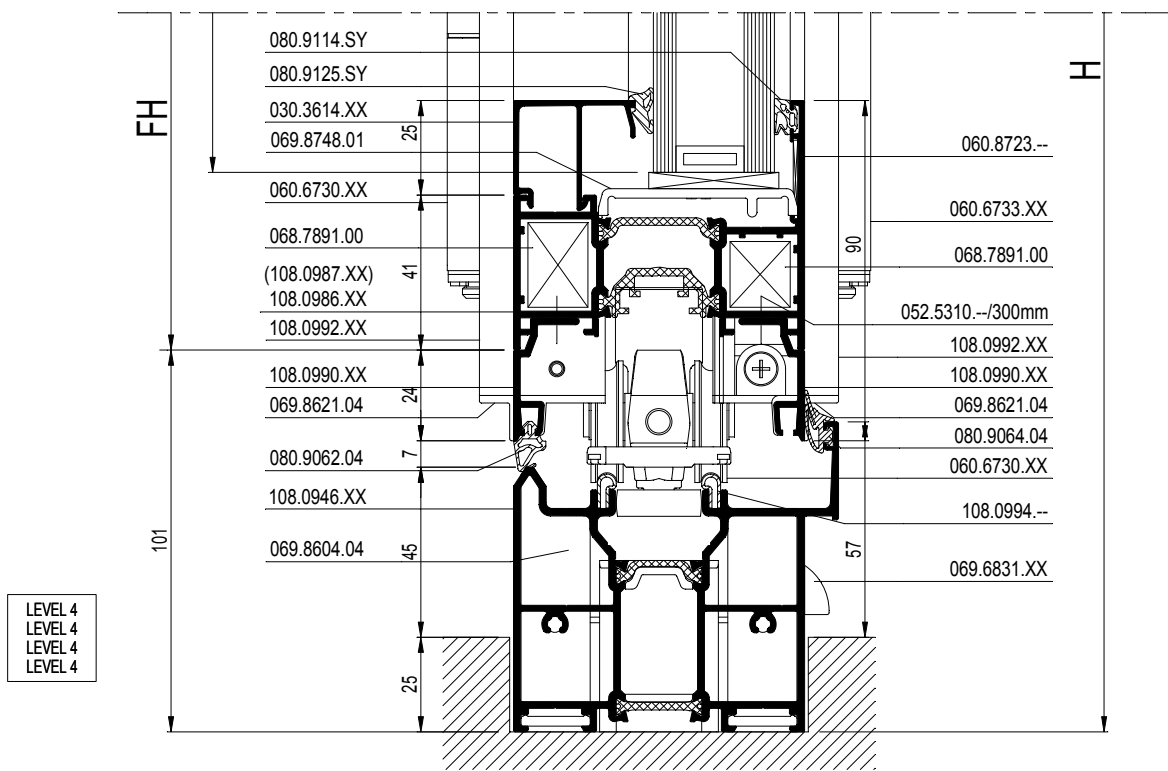 080.9114.SY
080.9125.SY
030.3614.XX
069.8748.01
060.6730.XX
068.7891.00
(108.0987.XX)
108.0986.XX
108.0992.XX
108.0990.XX
069.8621.04
080.9062.04
108.0946.XX
069.8604.04
FH
101
25
41
24
7
45
25
H
90
57
060.8723.--
060.6733.XX
068.7891.00
052.5310.--/300mm
108.0992.XX
108.0990.XX
069.8621.04
080.9064.04
060.6730.XX
108.0994.--
069.6831.XX
LEVEL 4
LEVEL 4
LEVEL 4
LEVEL 4